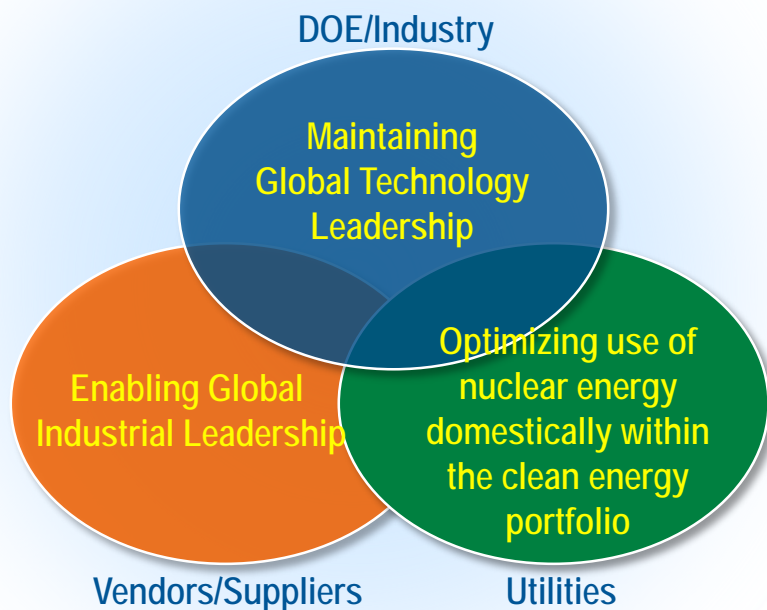 DOE/Industry
Maintaining
Global Technology
Leadership
Enabling Global
Industrial Leadership
Optimizing use of
nuclear energy
domestically within
the clean energy
portfolio
Vendors/Suppliers
Utilities